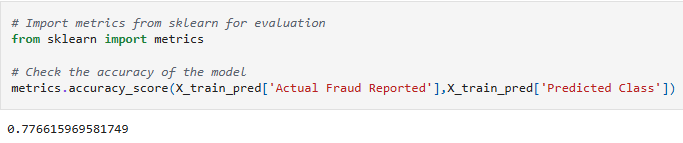 # Import metrics from sklearn for evaluation
from sklearn import metrics
# Check the accuracy of the model
metrics.accuracy_score(X_train_pred['Actual Fraud Reported'],X_train_pred['Predicted Class'])
0.776615969581749